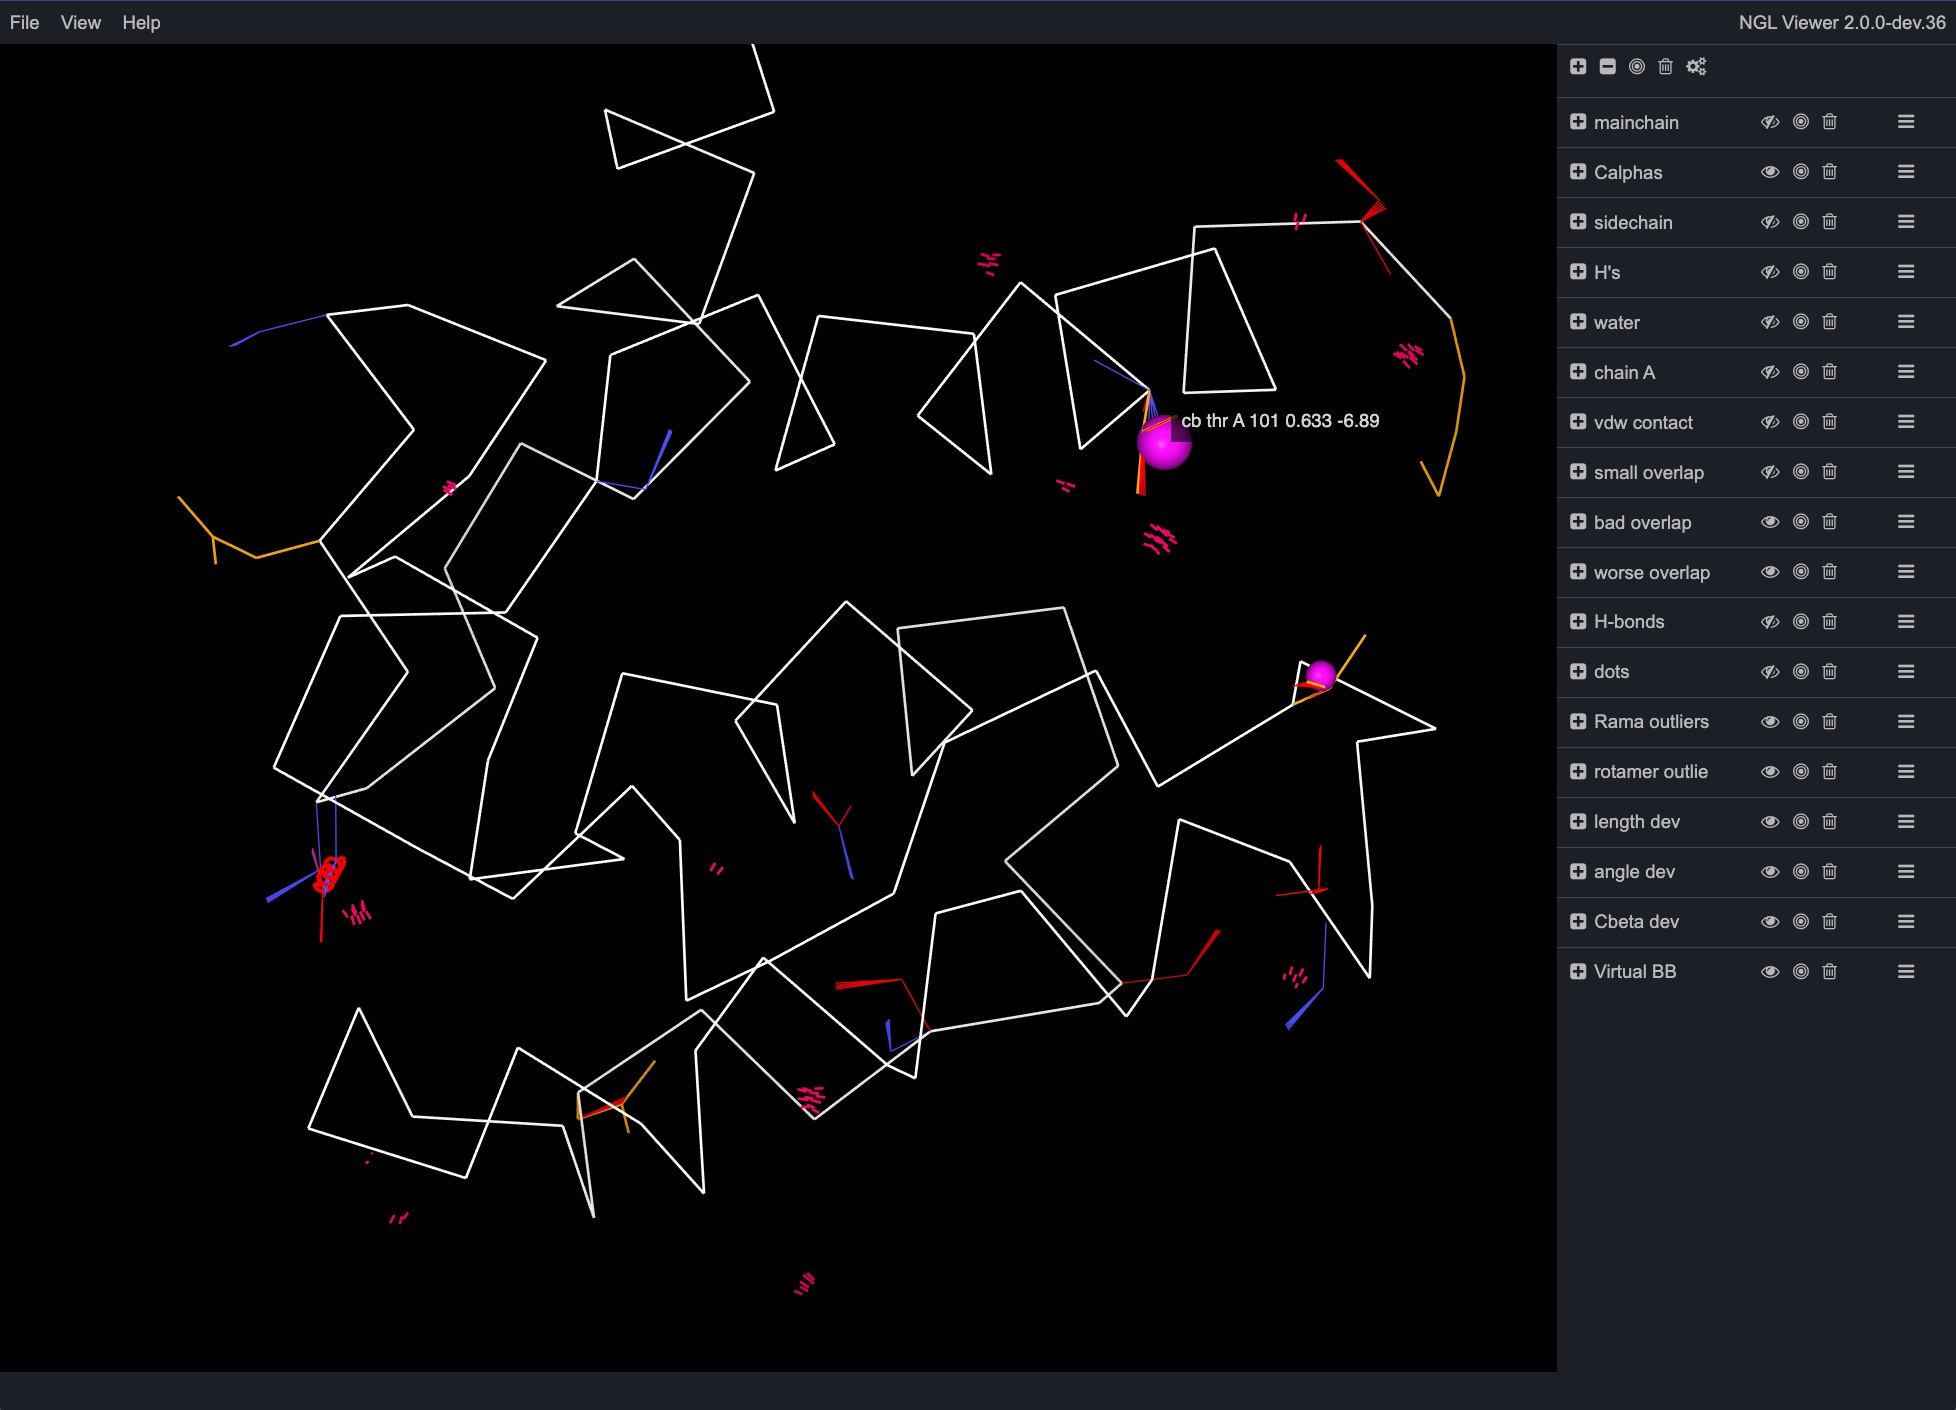 File View Help NGL Viewer 2.0.0-dev.36
mainchain
Calphas
sidechain
H's
water
chain A
cb thr A 101 0.633 -6.89
vdw contact
small overlap
bad overlap
worse overlap
H-bonds
dots
Rama outliers
rotamer outlie
length dev
angle dev
Cbeta dev
Virtual BB